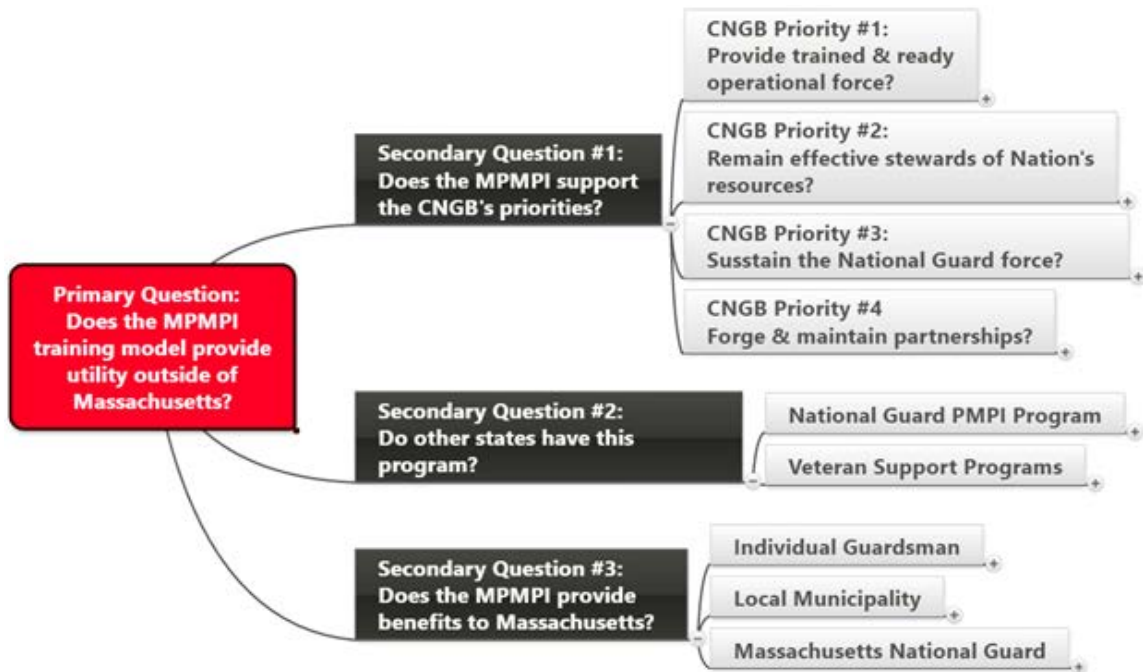 Primary Question:
Does the MPMPI
training model provide
utility outside of
Massachusetts?
Secondary Question #1:
Does the MPMPI support
the CNGB's priorities?
CNGB Priority #1:
Provide trained & ready
operational force?
CNGB Priority #2:
Remain effective stewards of Nation's
resources?
CNGB Priority #3:
Susstain the National Guard force?
CNGB Priority #4
Forge & maintain partnerships?
Secondary Question #2:
Do other states have this
program?
National Guard PMPI Program
Veteran Support Programs
Secondary Question #3:
Does the MPMPI provide
benefits to Massachusetts?
Individual Guardsman
Local Municipality
Massachusetts National Guard